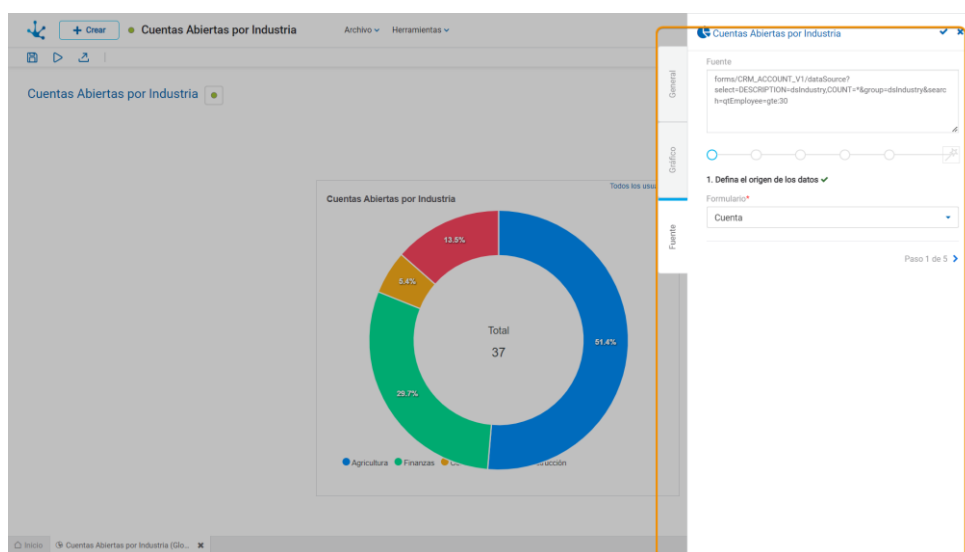 + Crear
Cuentas Abiertas por Industria
Archivo
Herramientas
Cuentas Abiertas por Industria
Todos los usu
Cuentas Abiertas por Industria
13.5%
5.4%
51.4%
29.7%
Total
37
Agricultura
Finanzas
ucción
Inicio
Cuentas Abiertas por Industria (Glo...
General
Gráfico
Fuente
Cuentas Abiertas por Industria
Fuente
forms/CRM_ACCOUNT_V1/dataSource?
select=DESCRIPTION=dsIndustry,COUNT=*&group=dsIndustry&searc
h=qtEmployee=gte:30
1. Defina el origen de los datos
Formulario*
Cuenta
Paso 1 de 5